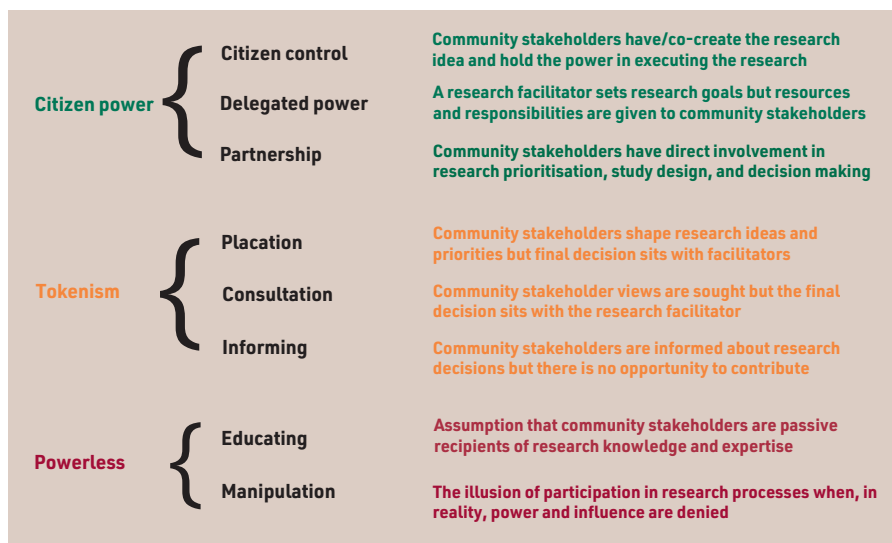 Citizen power
Citizen control
Community stakeholders have/co-create the research
idea and hold the power in executing the research
Delegated power
A research facilitator sets research goals but resources
and responsibilities are given to community stakeholders
Partnership
Community stakeholders have direct involvement in
research prioritisation, study design, and decision making
Tokenism
Placation
Community stakeholders shape research ideas and
priorities but final decision sits with facilitators
Consultation
Community stakeholder views are sought but the final
decision sits with the research facilitator
Informing
Community stakeholders are informed about research
decisions but there is no opportunity to contribute
Powerless
Educating
Assumption that community stakeholders are passive
recipients of research knowledge and expertise
Manipulation
The illusion of participation in research processes when, in
reality, power and influence are denied